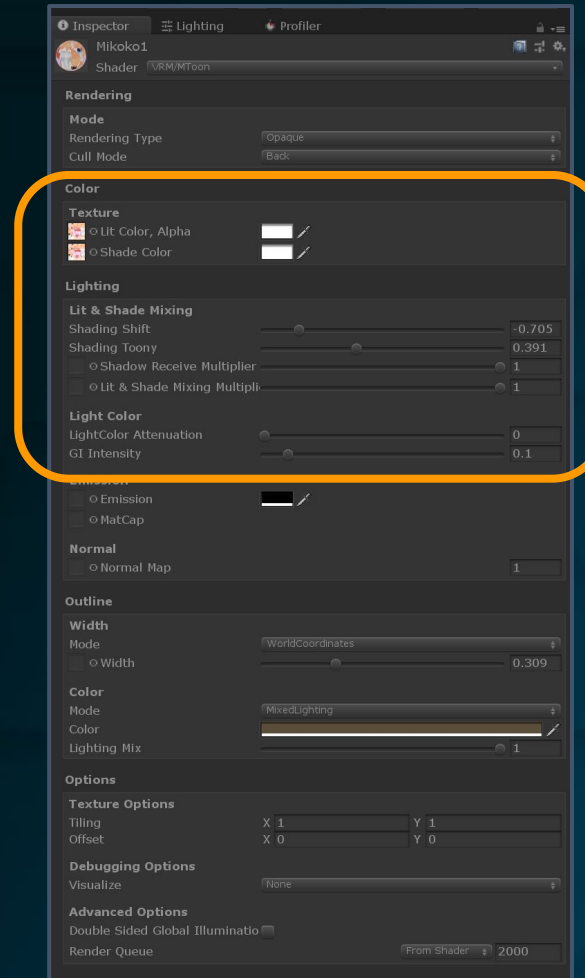 Inspector Lighting Profiler
Mikoko1
Shader VRM/MToon
Rendering
Mode
Rendering Type Opaque
Cull Mode Back
Color
Texture
Lit Color, Alpha
Shade Color
Lighting
Lit & Shade Mixing
Shading Shift -0.705
Shading Toony 0.391
Shadow Receive Multiplier 1
Lit & Shade Mixing Multipli 1
Light Color
LightColor Attenuation 0
GI Intensity 0.1
Emission
Emission
MatCap
Normal
Normal Map 1
Outline
Width
Mode WorldCoordinates
Width 0.309
Color
Mode MixedLighting
Color
Lighting Mix 1
Options
Texture Options
Tiling X 1 Y 1
Offset X 0 Y 0
Debugging Options
Visualize None
Advanced Options
Double Sided Global Illuminatio
Render Queue From Shader 2000